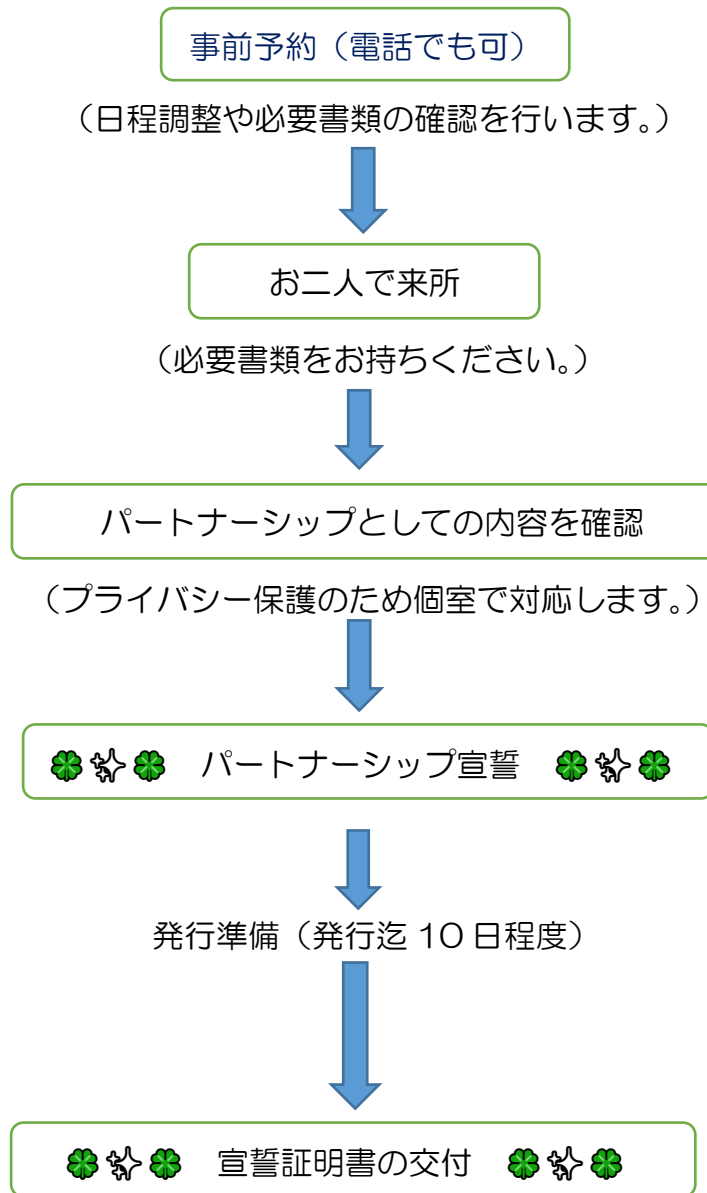 事前予約（電話でも可）
（日程調整や必要書類の確認を行います。）
お二人で来所
（必要書類をお持ちください。）
パートナーシップとしての内容を確認
（プライバシー保護のため個室で対応します。）
🍀✨🍀　パートナーシップ宣誓　🍀✨🍀
発行準備（発行迄 10 日程度）
🍀✨🍀　宣誓証明書の交付　🍀✨🍀